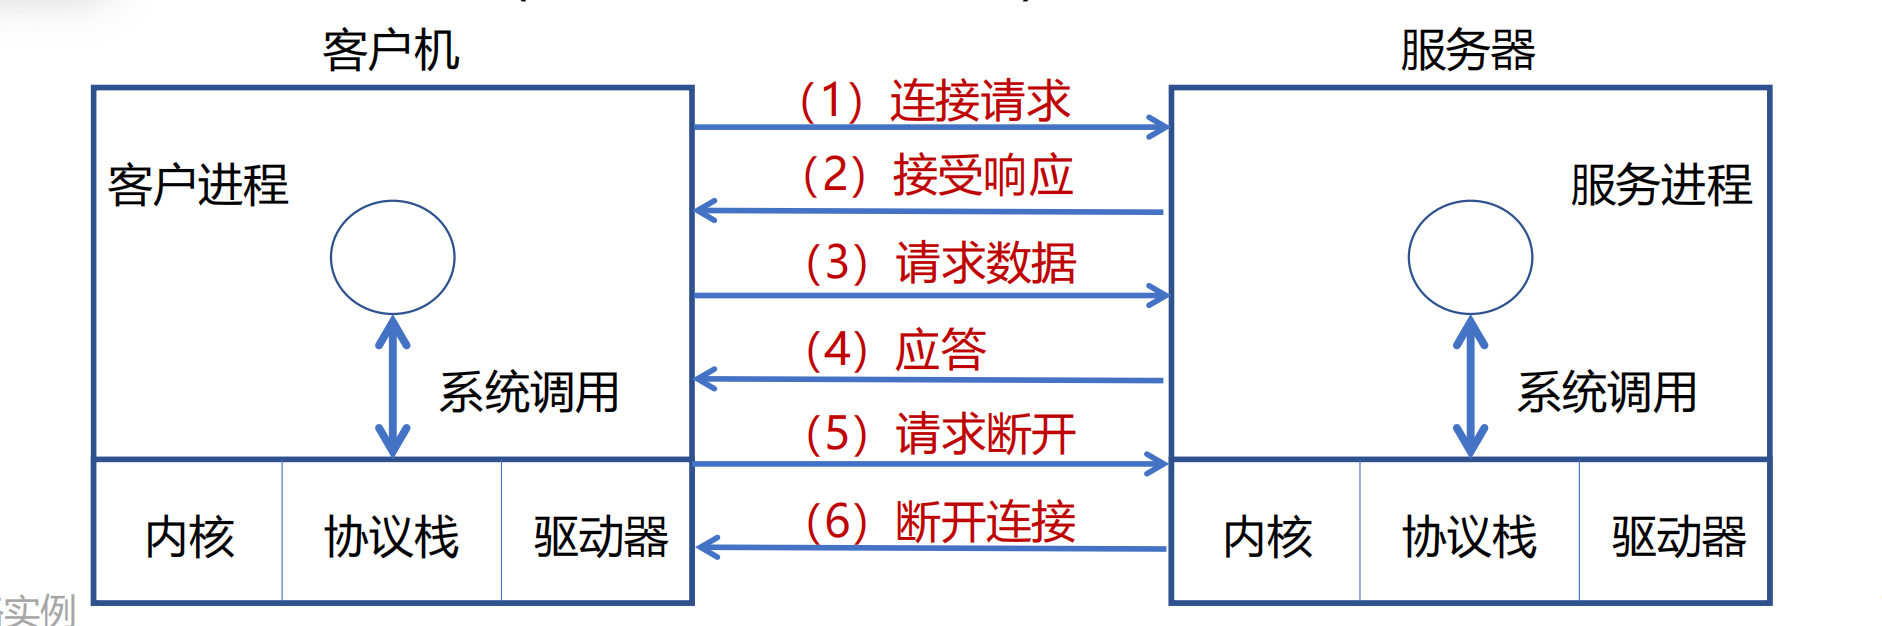 客户机
服务器
(1) 连接请求
(2) 接受响应
客户进程
服务进程
(3) 请求数据
(4) 应答
系统调用
系统调用
(5) 请求断开
(6) 断开连接
内核
协议栈
驱动器
内核
协议栈
驱动器
实例